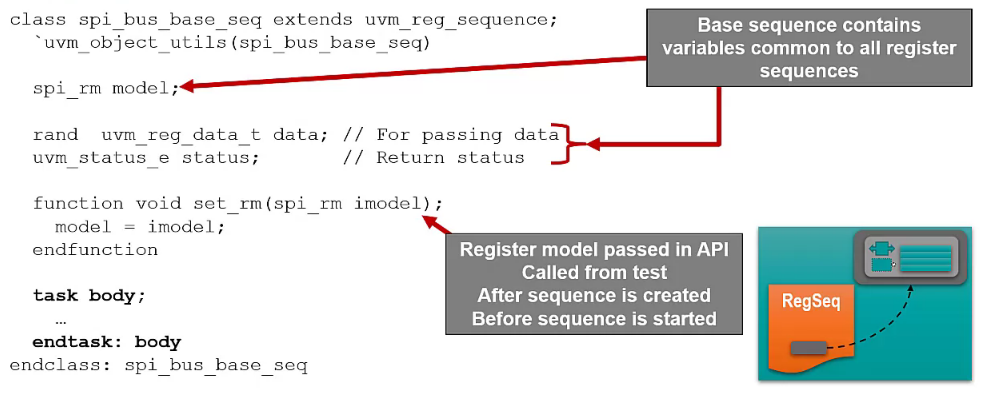 class spi_bus_base_seq extends uvm_reg_sequence;
`uvm_object_utils(spi_bus_base_seq)
spi_rm model;
rand  uvm_reg_data_t data; // For passing data
uvm_status_e status;       // Return status
function void set_rm(spi_rm imodel);
model = imodel;
endfunction
task body;
…
endtask: body
endclass: spi_bus_base_seq
Base sequence contains
variables common to all register
sequences
Register model passed in API
Called from test
After sequence is created
Before sequence is started
RegSeq